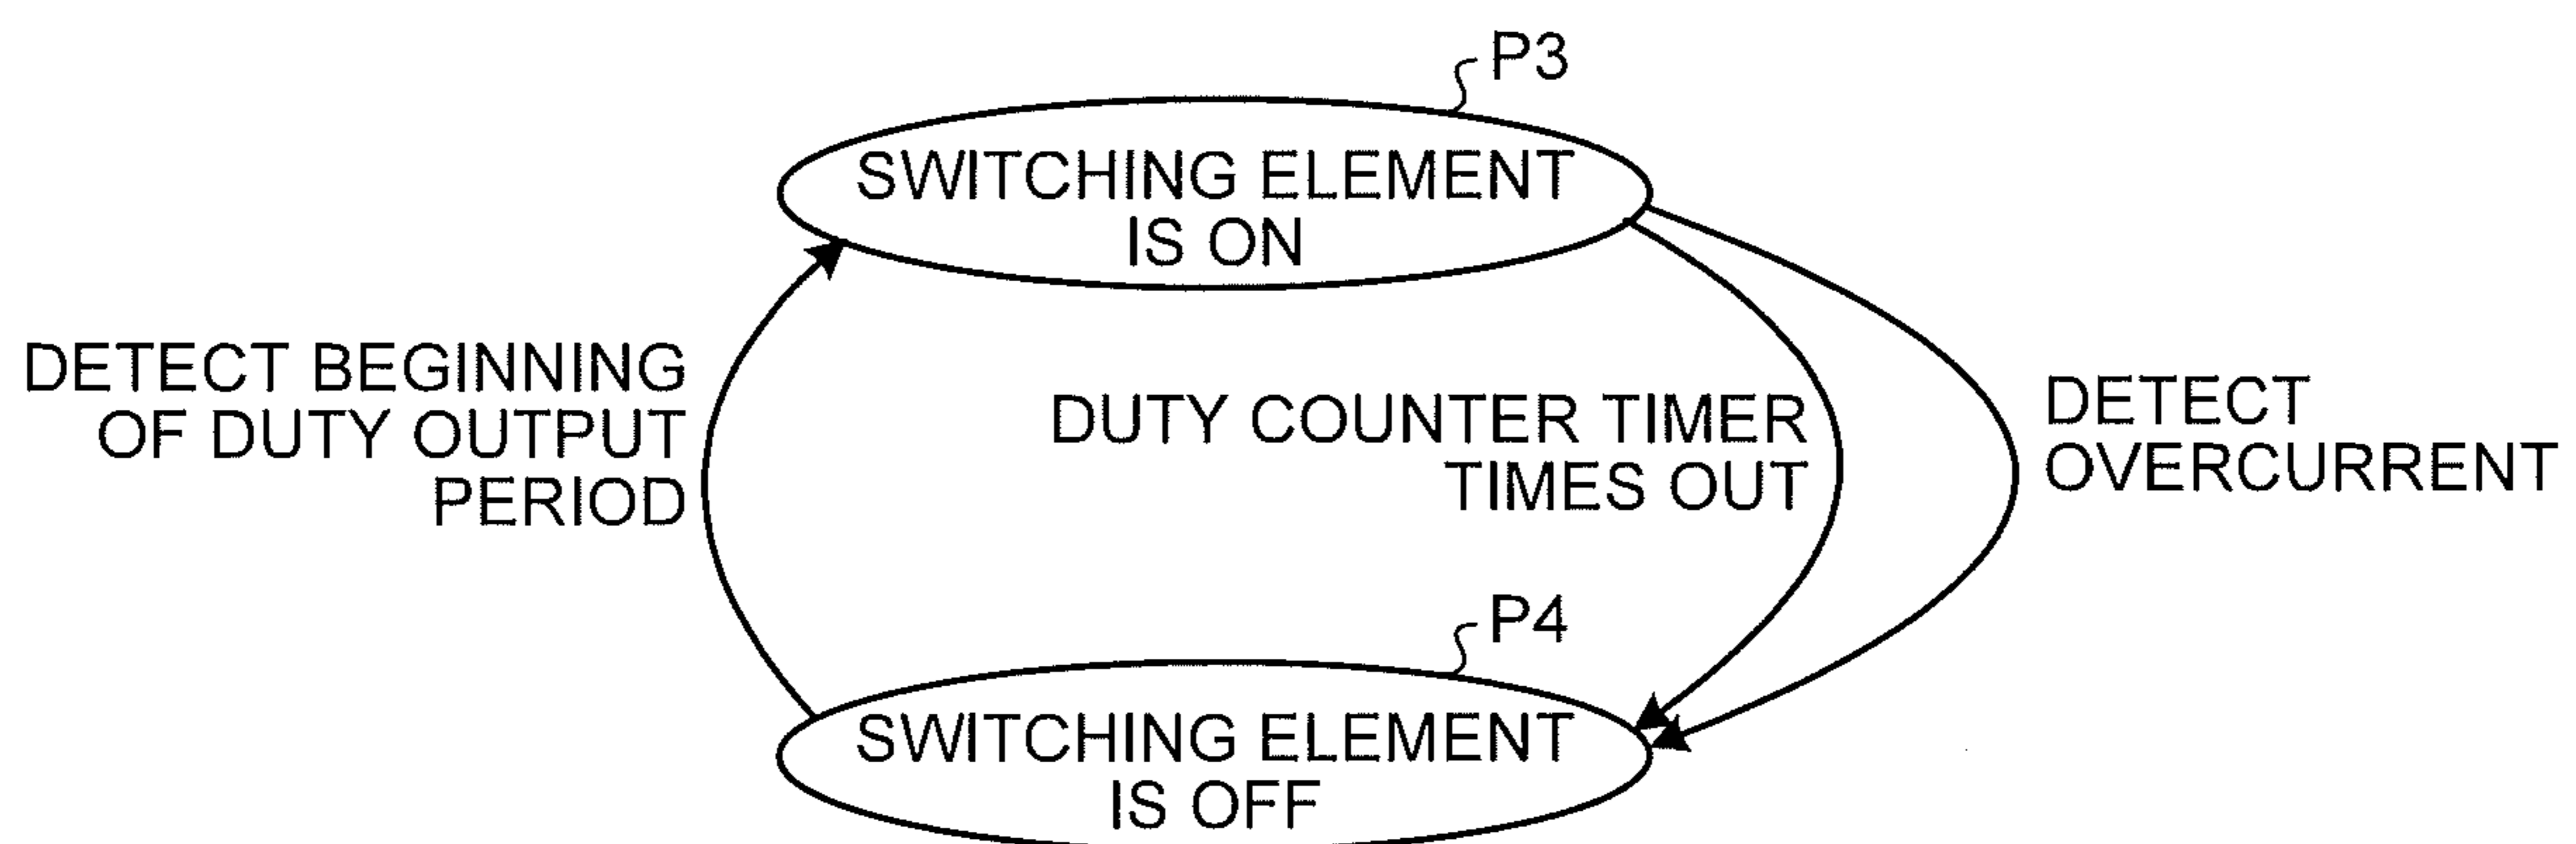 P3
SWITCHING ELEMENT
IS ON
DETECT BEGINNING
OF DUTY OUTPUT
PERIOD
DUTY COUNTER TIMER
TIMES OUT
DETECT
OVERCURRENT
P4
SWITCHING ELEMENT
IS OFF